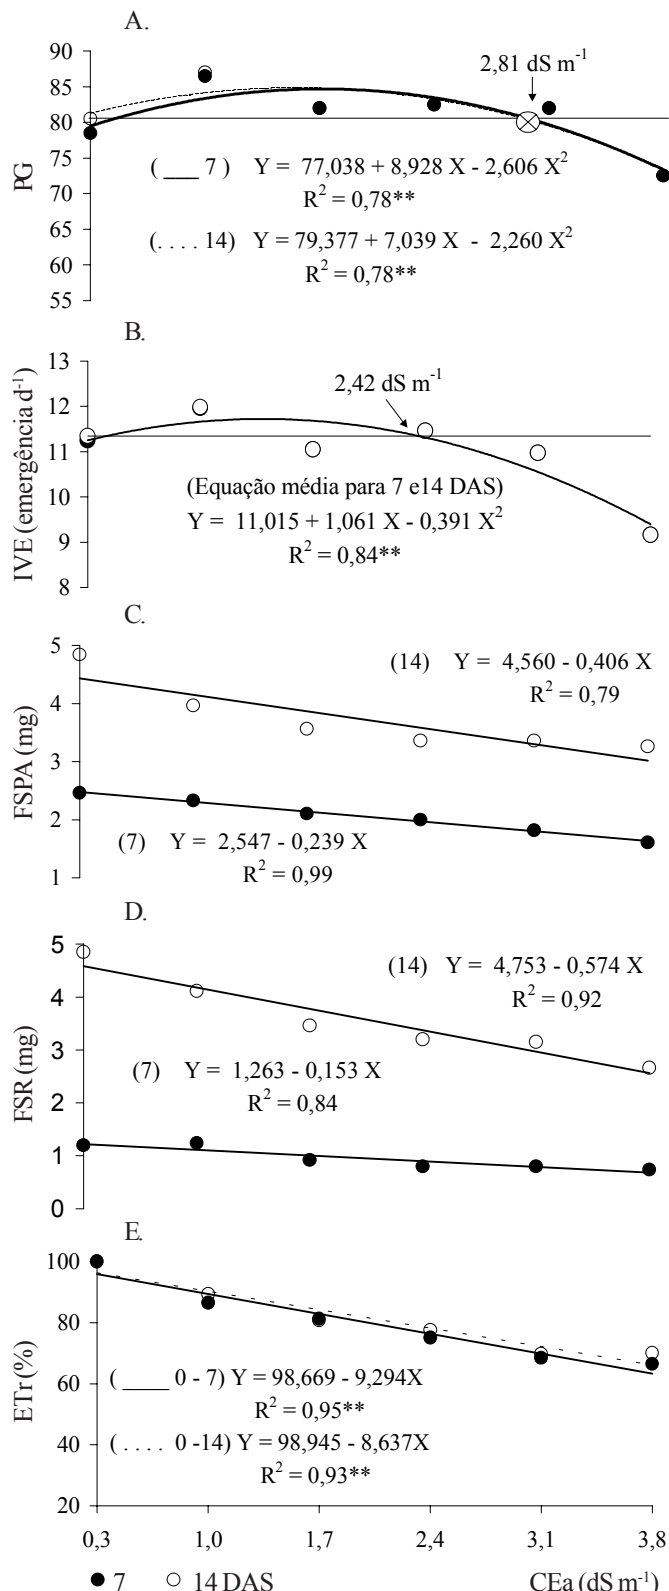 A.
90
85
80
75
70
65
60
55
PG
2,81 dS m⁻¹
( ___ 7 ) Y = 77,038 + 8,928 X - 2,606 X²
R² = 0,78**
(. . . . 14) Y = 79,377 + 7,039 X - 2,260 X²
R² = 0,78**
B.
13
12
11
10
9
8
IVE (emergência d⁻¹)
2,42 dS m⁻¹
(Equação média para 7 e14 DAS)
Y = 11,015 + 1,061 X - 0,391 X²
R² = 0,84**
C.
5
4
3
2
1
FSPA (mg)
(14) Y = 4,560 - 0,406 X
R² = 0,79
(7) Y = 2,547 - 0,239 X
R² = 0,99
D.
5
4
3
2
1
0
FSR (mg)
(14) Y = 4,753 - 0,574 X
R² = 0,92
(7) Y = 1,263 - 0,153 X
R² = 0,84
E.
100
80
60
40
20
ETr (%)
( ____ 0 - 7) Y = 98,669 - 9,294X
R² = 0,95**
( . . . . 0 -14) Y = 98,945 - 8,637X
R² = 0,93**
0,3 1,0 1,7 2,4 3,1 3,8
● 7 ○ 14 DAS CEa (dS m⁻¹)